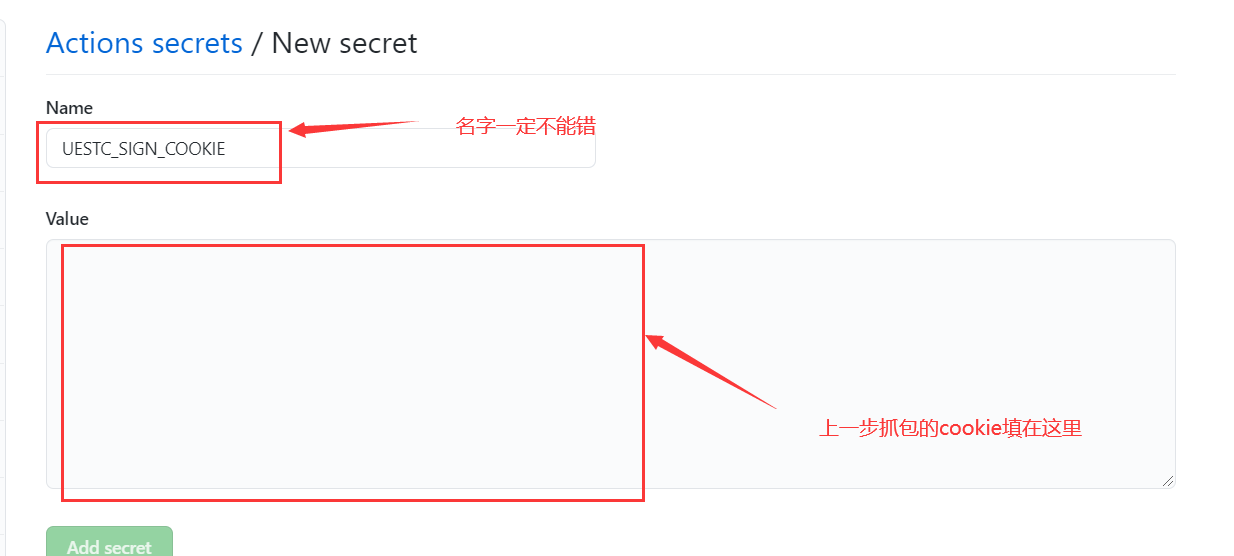 Actions secrets / New secret
Name
名字一定不能错
UESTC_SIGN_COOKIE
Value
上一步抓包的cookie填在这里
Add secret